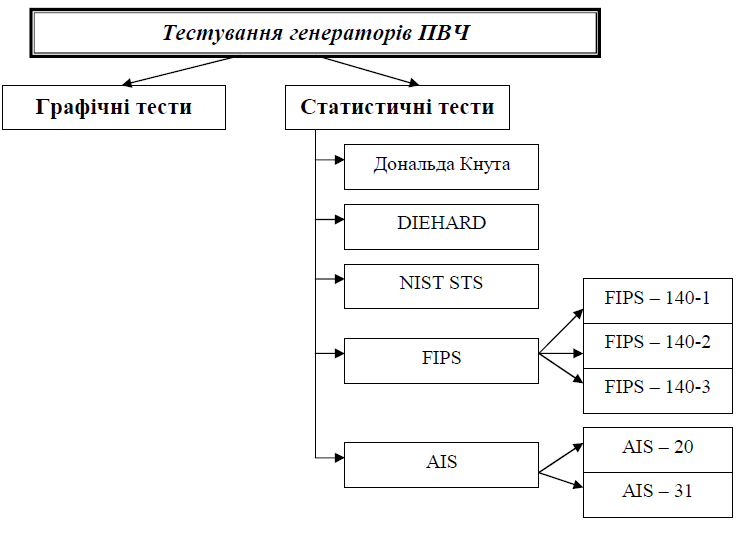 Тестування генераторів ПВЧ
Графічні тести
Статистичні тести
Дональда Кнута
DIEHARD
NIST STS
FIPS
FIPS – 140-1
FIPS – 140-2
FIPS – 140-3
AIS
AIS – 20
AIS – 31